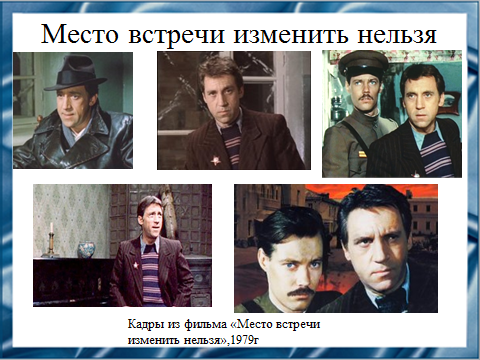 Место встречи изменить нельзя
Кадры из фильма «Место встречи
изменить нельзя»,1979г